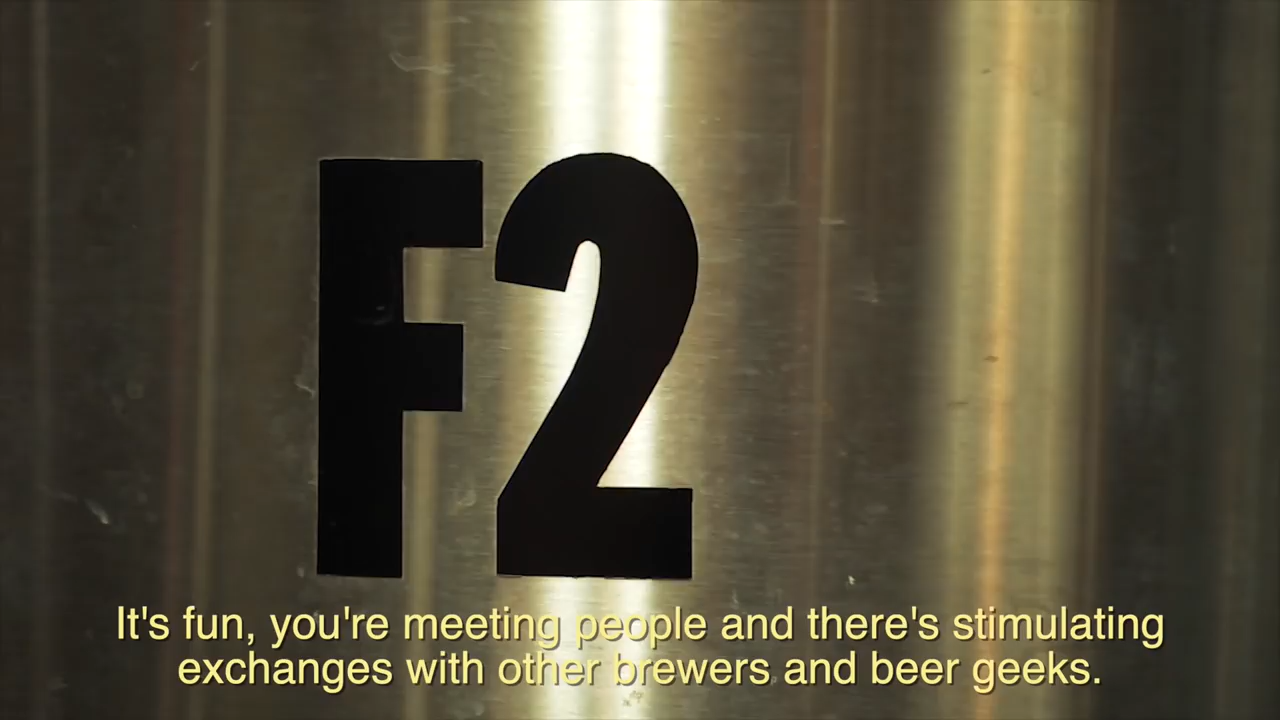 F2
It's fun, you're meeting people and there's stimulating
exchanges with other brewers and beer geeks.